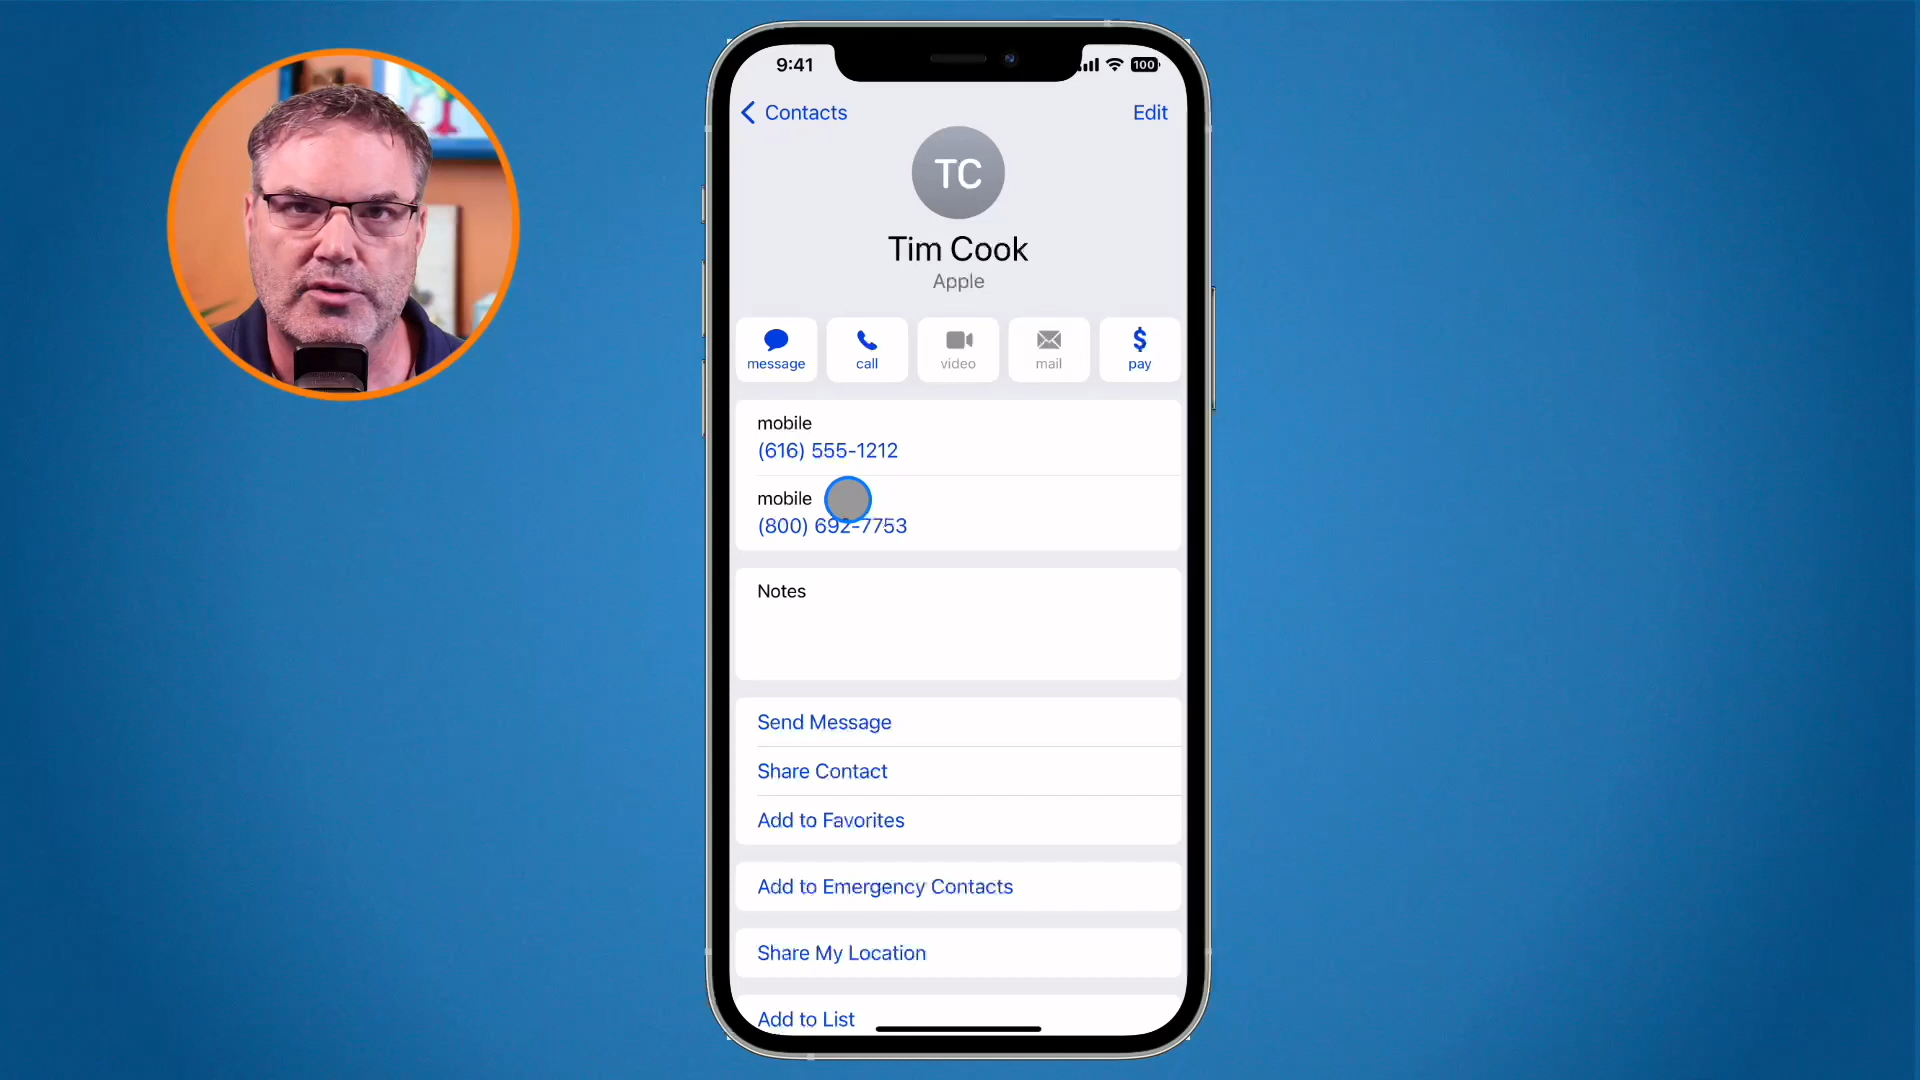 9:41
100
Contacts
Edit
TC
Tim Cook
Apple
message
call
video
mail
$
pay
mobile
(616) 555-1212
mobile
(800) 692-7753
Notes
Send Message
Share Contact
Add to Favorites
Add to Emergency Contacts
Share My Location
Add to List